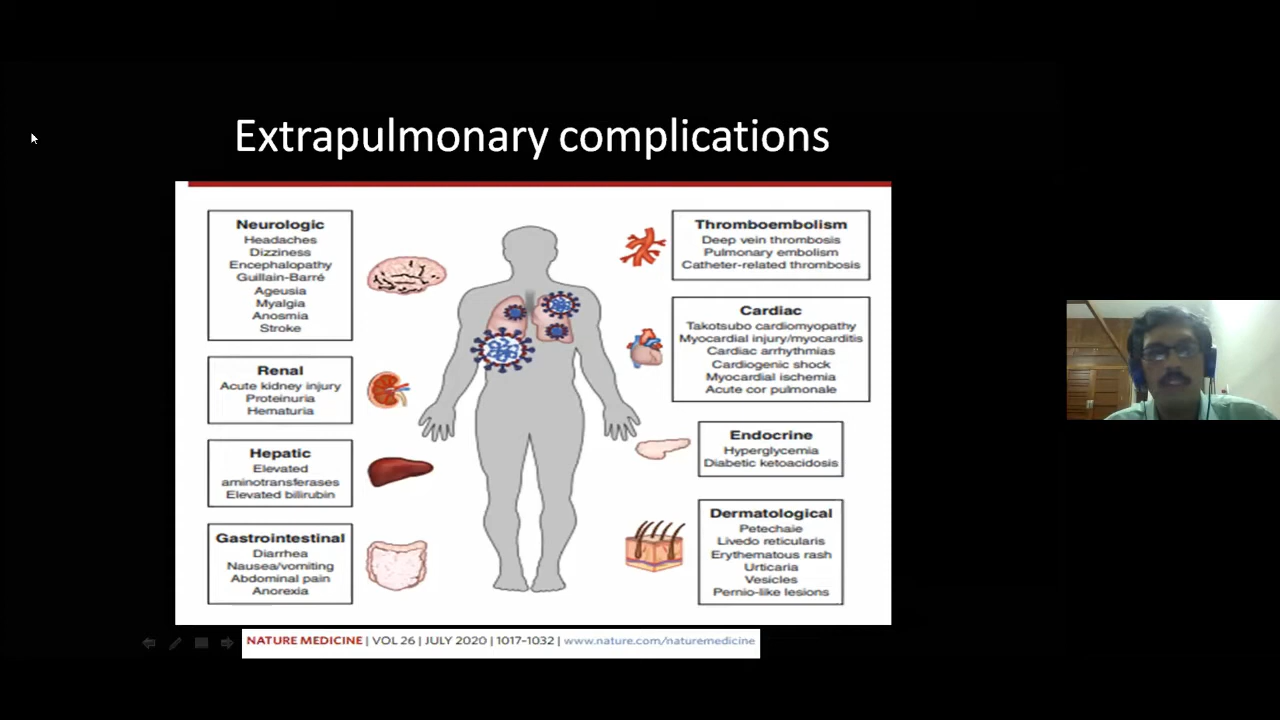 Extrapulmonary complications
Neurologic
Headaches
Dizziness
Encephalopathy
Guillain-Barré
Ageusia
Myalgia
Anosmia
Stroke
Renal
Acute kidney injury
Proteinuria
Hematuria
Hepatic
Elevated
aminotransferases
Elevated bilirubin
Gastrointestinal
Diarrhea
Nausea/vomiting
Abdominal pain
Anorexia
Thromboembolism
Deep vein thrombosis
Pulmonary embolism
Catheter-related thrombosis
Cardiac
Takotsubo cardiomyopathy
Myocardial injury/myocarditis
Cardiac arrhythmias
Cardiogenic shock
Myocardial ischemia
Acute cor pulmonale
Endocrine
Hyperglycemia
Diabetic ketoacidosis
Dermatological
Petechaie
Livedo reticularis
Erythematous rash
Urticaria
Vesicles
Pernio-like lesions
NATURE MEDICINE | VOL 26 | JULY 2020 | 1017–1032 | www.nature.com/naturemedicine